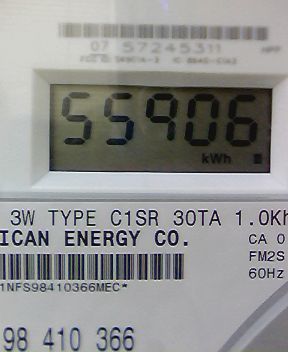 07 57245311
55906
kWh
3W TYPE C1SR 30TA 1.0Kh
ICAN ENERGY CO.
CA 0
FM2S
60Hz
1NFS98410366MEC*
98 410 366